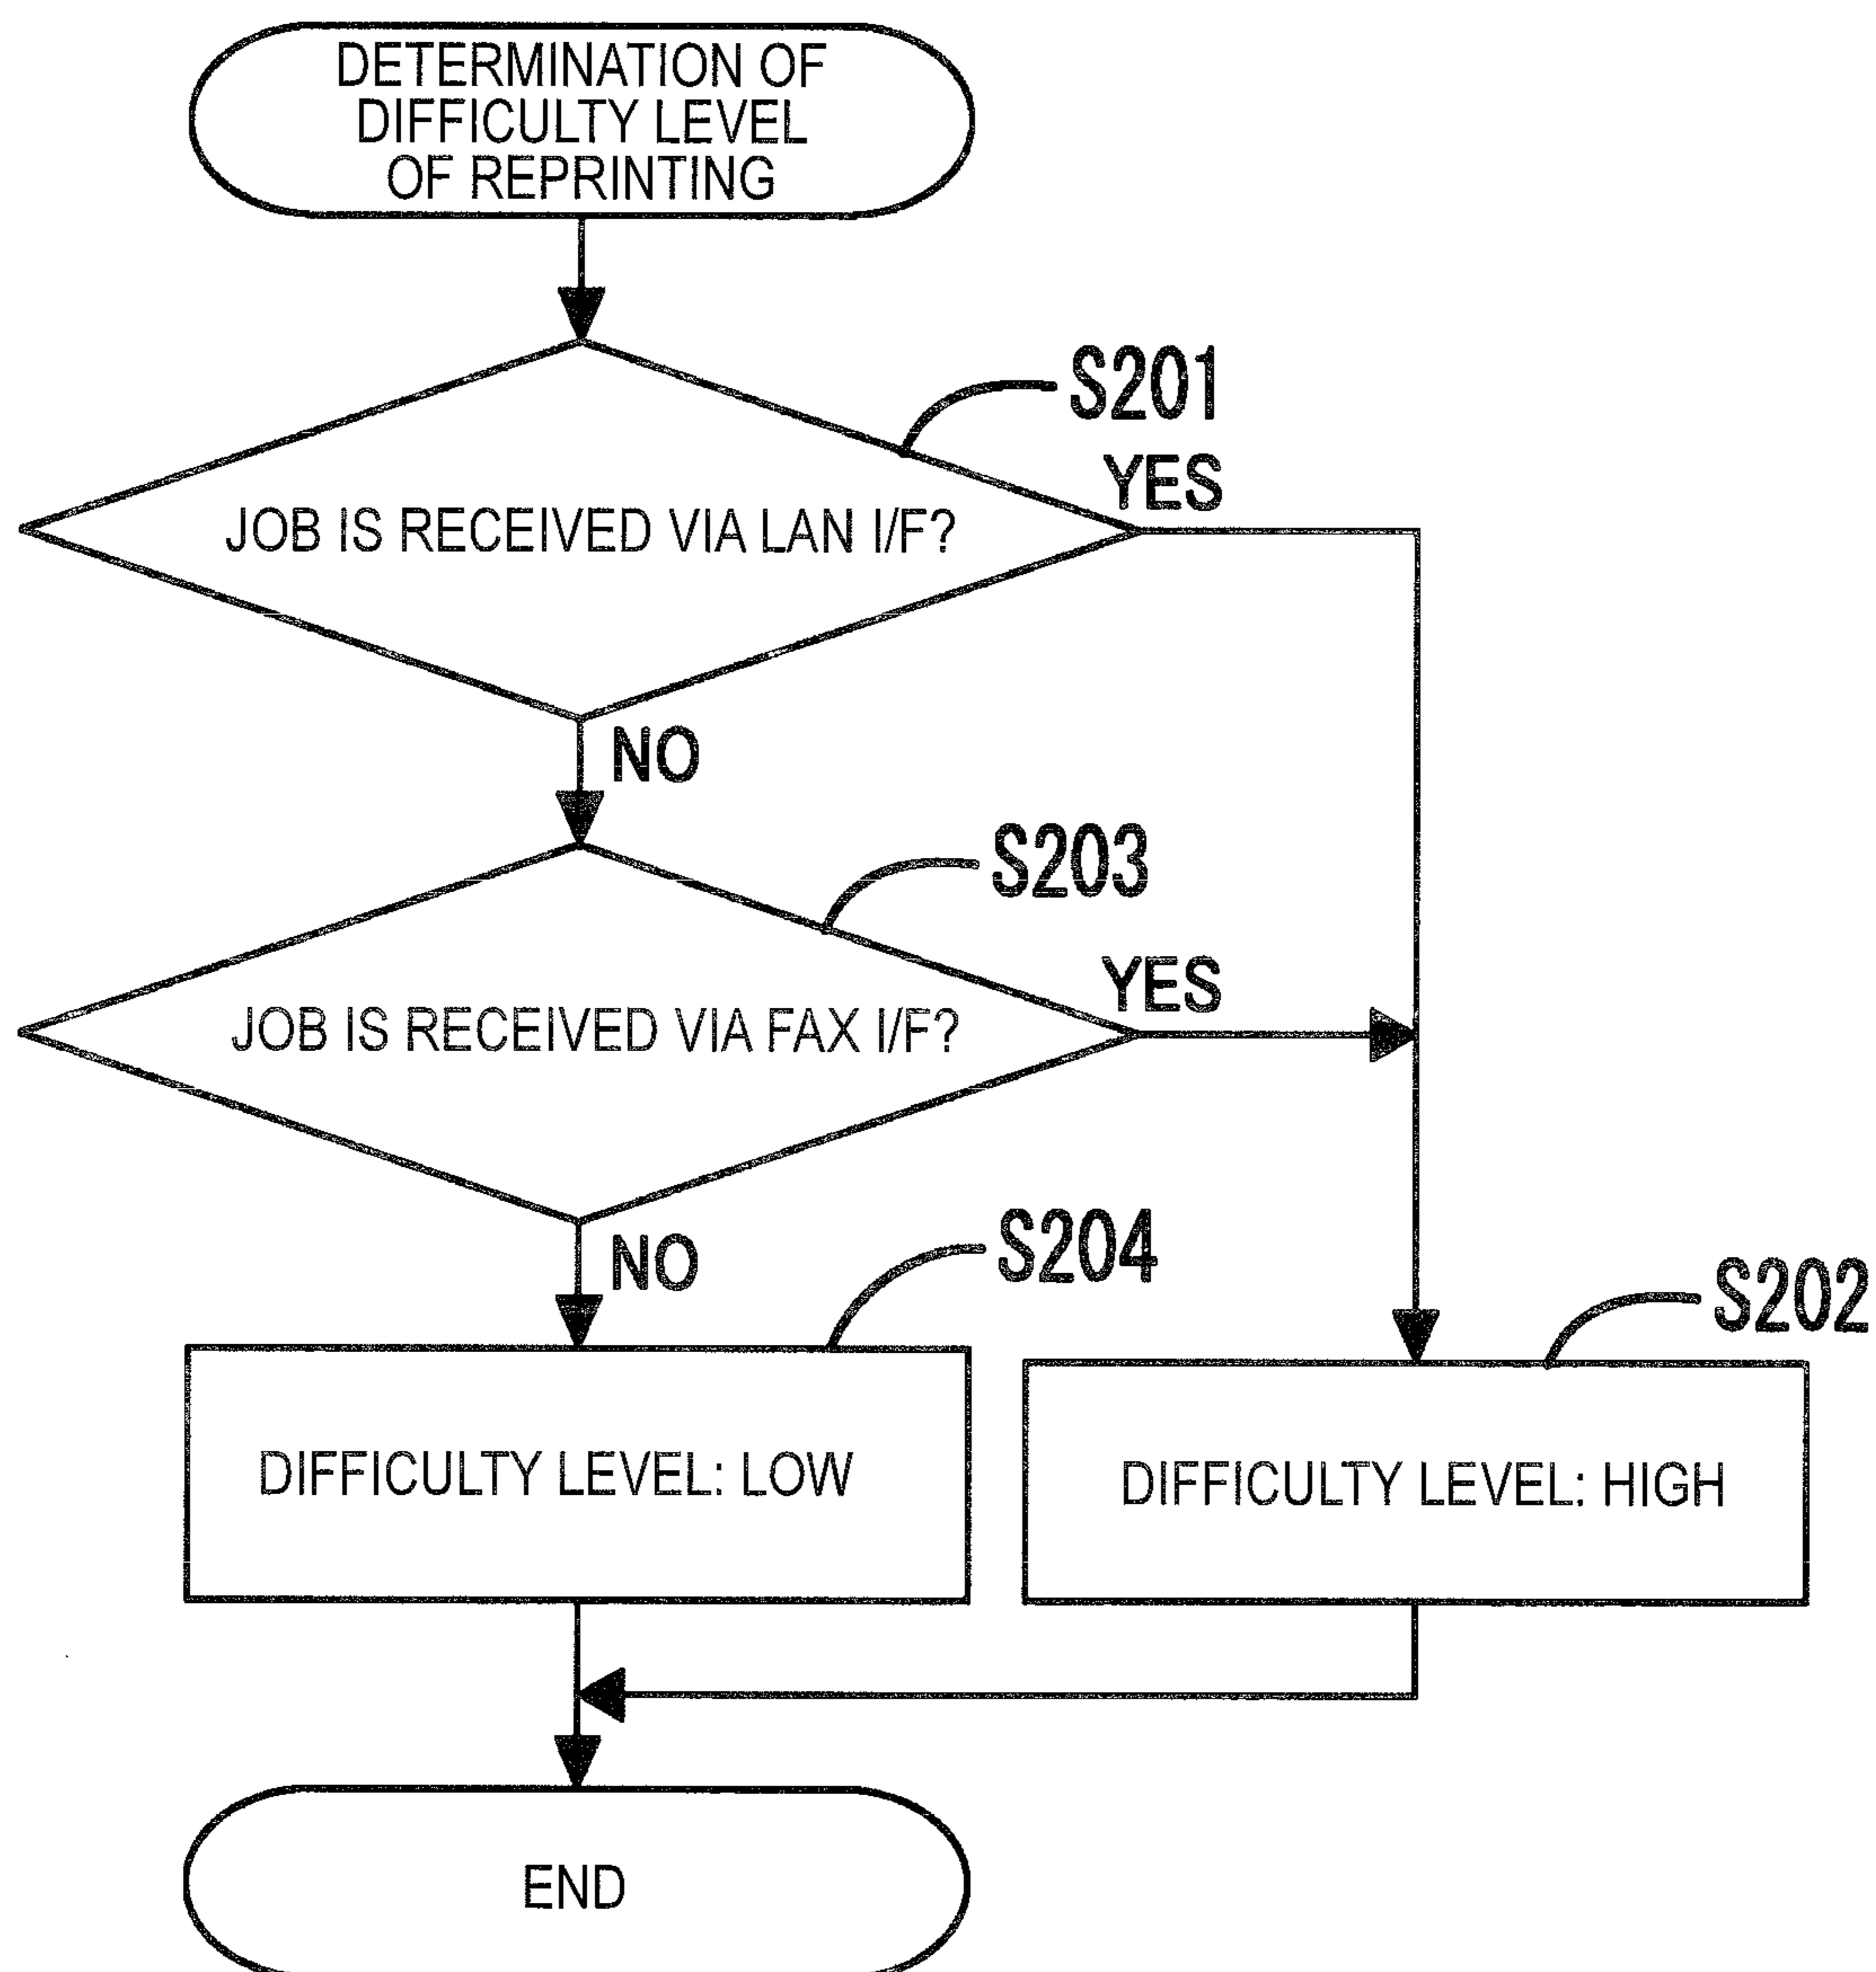 DETERMINATION OF
DIFFICULTY LEVEL
OF REPRINTING
S201
YES
JOB IS RECEIVED VIA LAN I/F?
NO
S203
YES
JOB IS RECEIVED VIA FAX I/F?
NO
S204
S202
DIFFICULTY LEVEL: LOW
DIFFICULTY LEVEL: HIGH
END